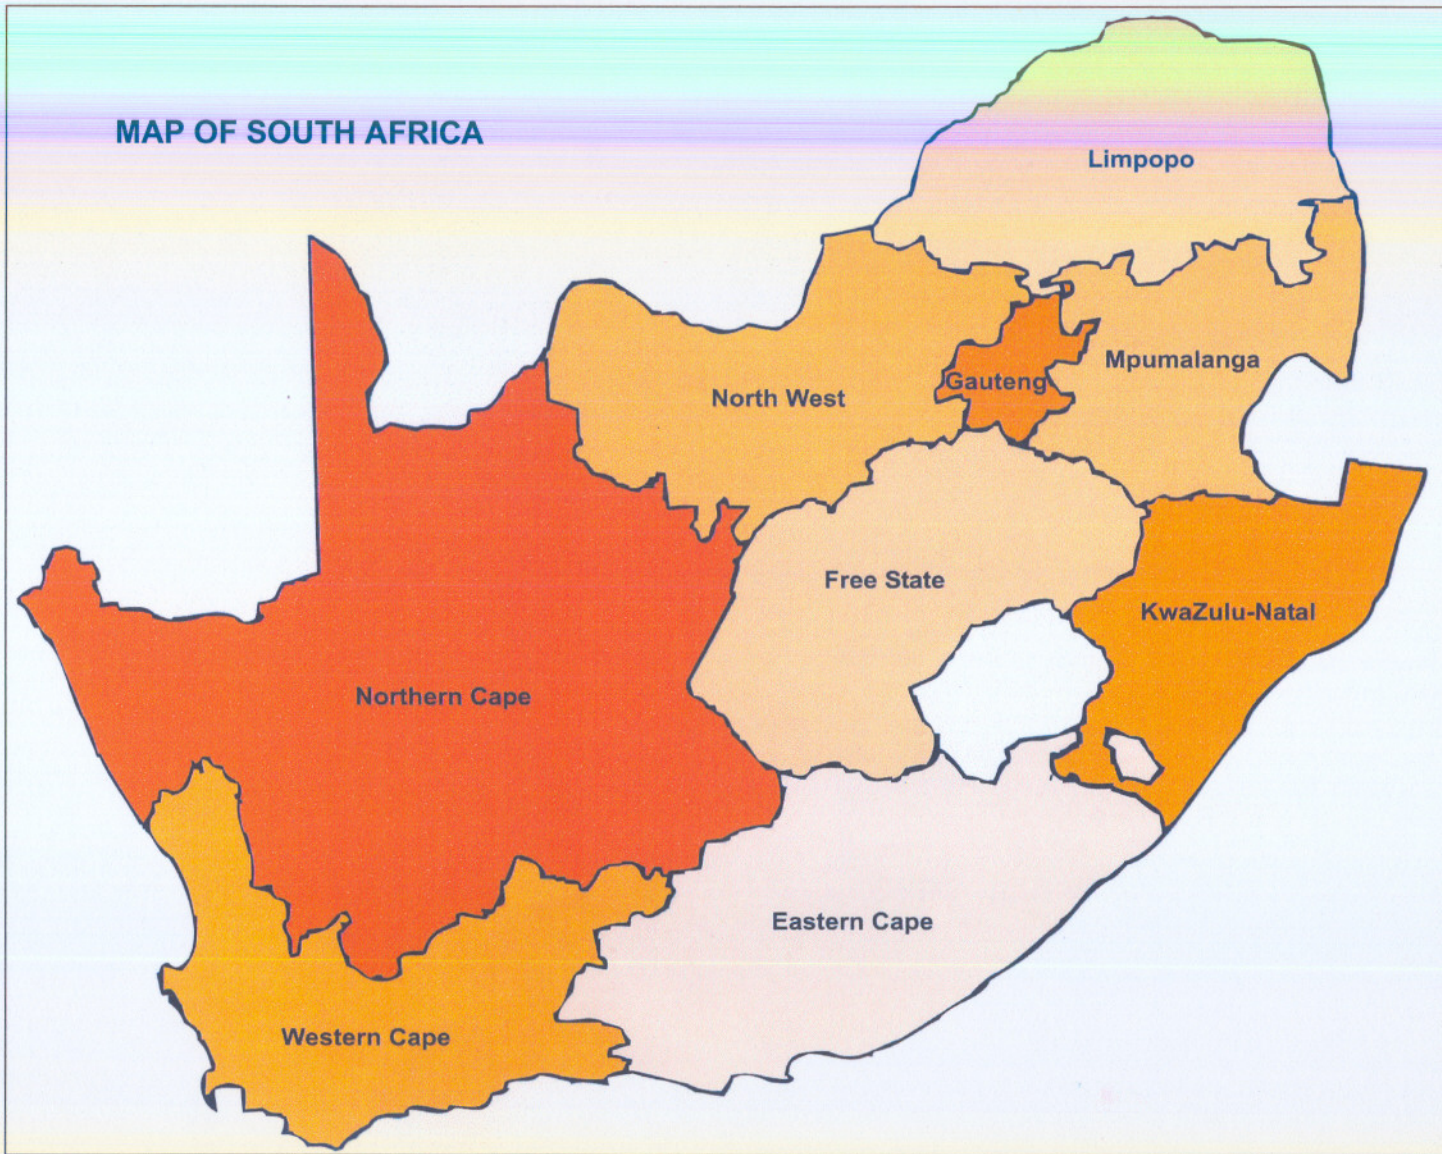 MAP OF SOUTH AFRICA
Limpopo
Mpumalanga
Gauteng
North West
Free State
KwaZulu-Natal
Northern Cape
Eastern Cape
Western Cape